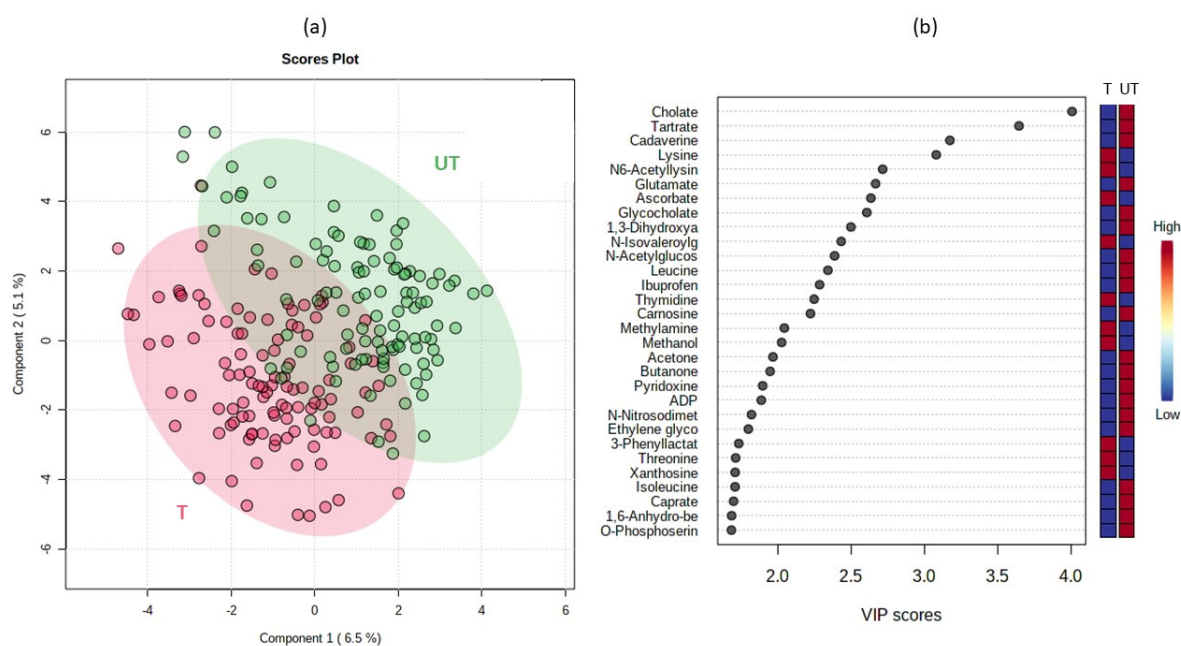 (a)
(b)
Scores Plot
UT
T
6
4
2
0
-2
-4
-6
Component 2 ( 5.1 %)
-4
-2
0
2
4
6
Component 1 ( 6.5 %)
T UT
Cholate
Tartrate
Cadaverine
Lysine
N6-Acetyllysin
Glutamate
Ascorbate
Glycocholate
1,3-Dihydroxya
N-Isovaleroylg
N-Acetylglucos
Leucine
Ibuprofen
Thymidine
Carnosine
Methylamine
Methanol
Acetone
Butanone
Pyridoxine
ADP
N-Nitrosodimet
Ethylene glyco
3-Phenyllactat
Threonine
Xanthosine
Isoleucine
Caprate
1,6-Anhydro-be
O-Phosphoserin
2.0
2.5
3.0
3.5
4.0
VIP scores
High
Low